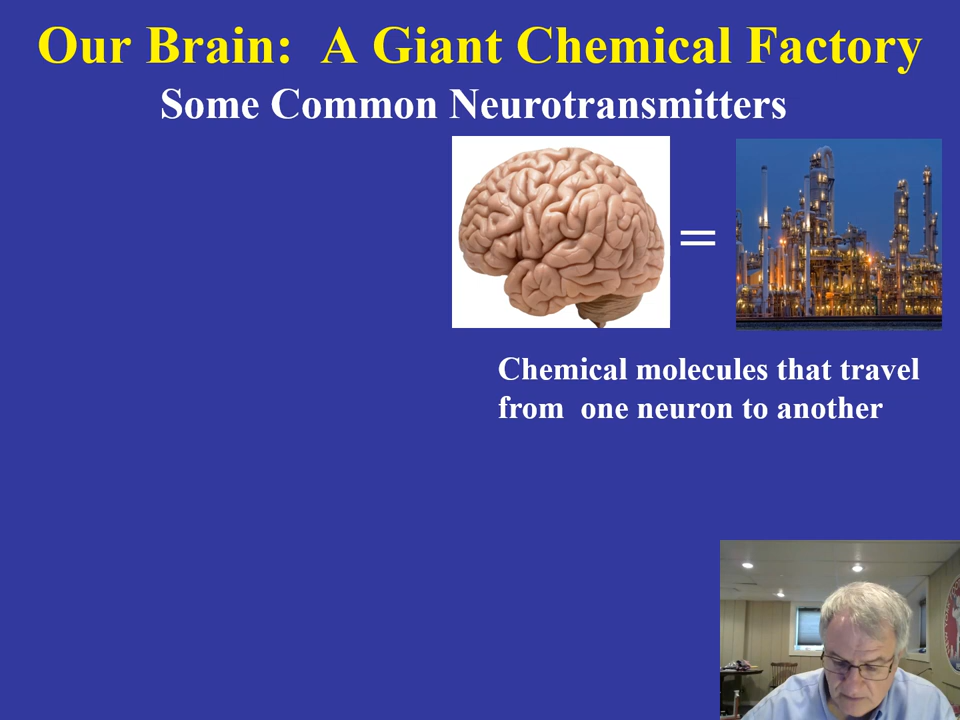 Our Brain:  A Giant Chemical Factory
Some Common Neurotransmitters
=
Chemical molecules that travel
from  one neuron to another